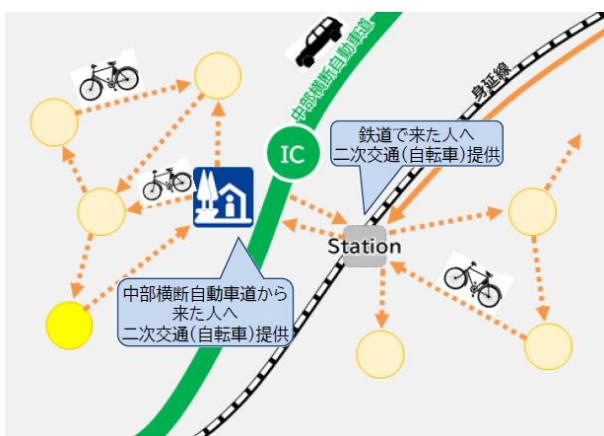 中部横断自動車道
身延線
鉄道で来た人へ
二次交通(自転車)提供
IC
Station
中部横断自動車道から
来た人へ
二次交通(自転車)提供